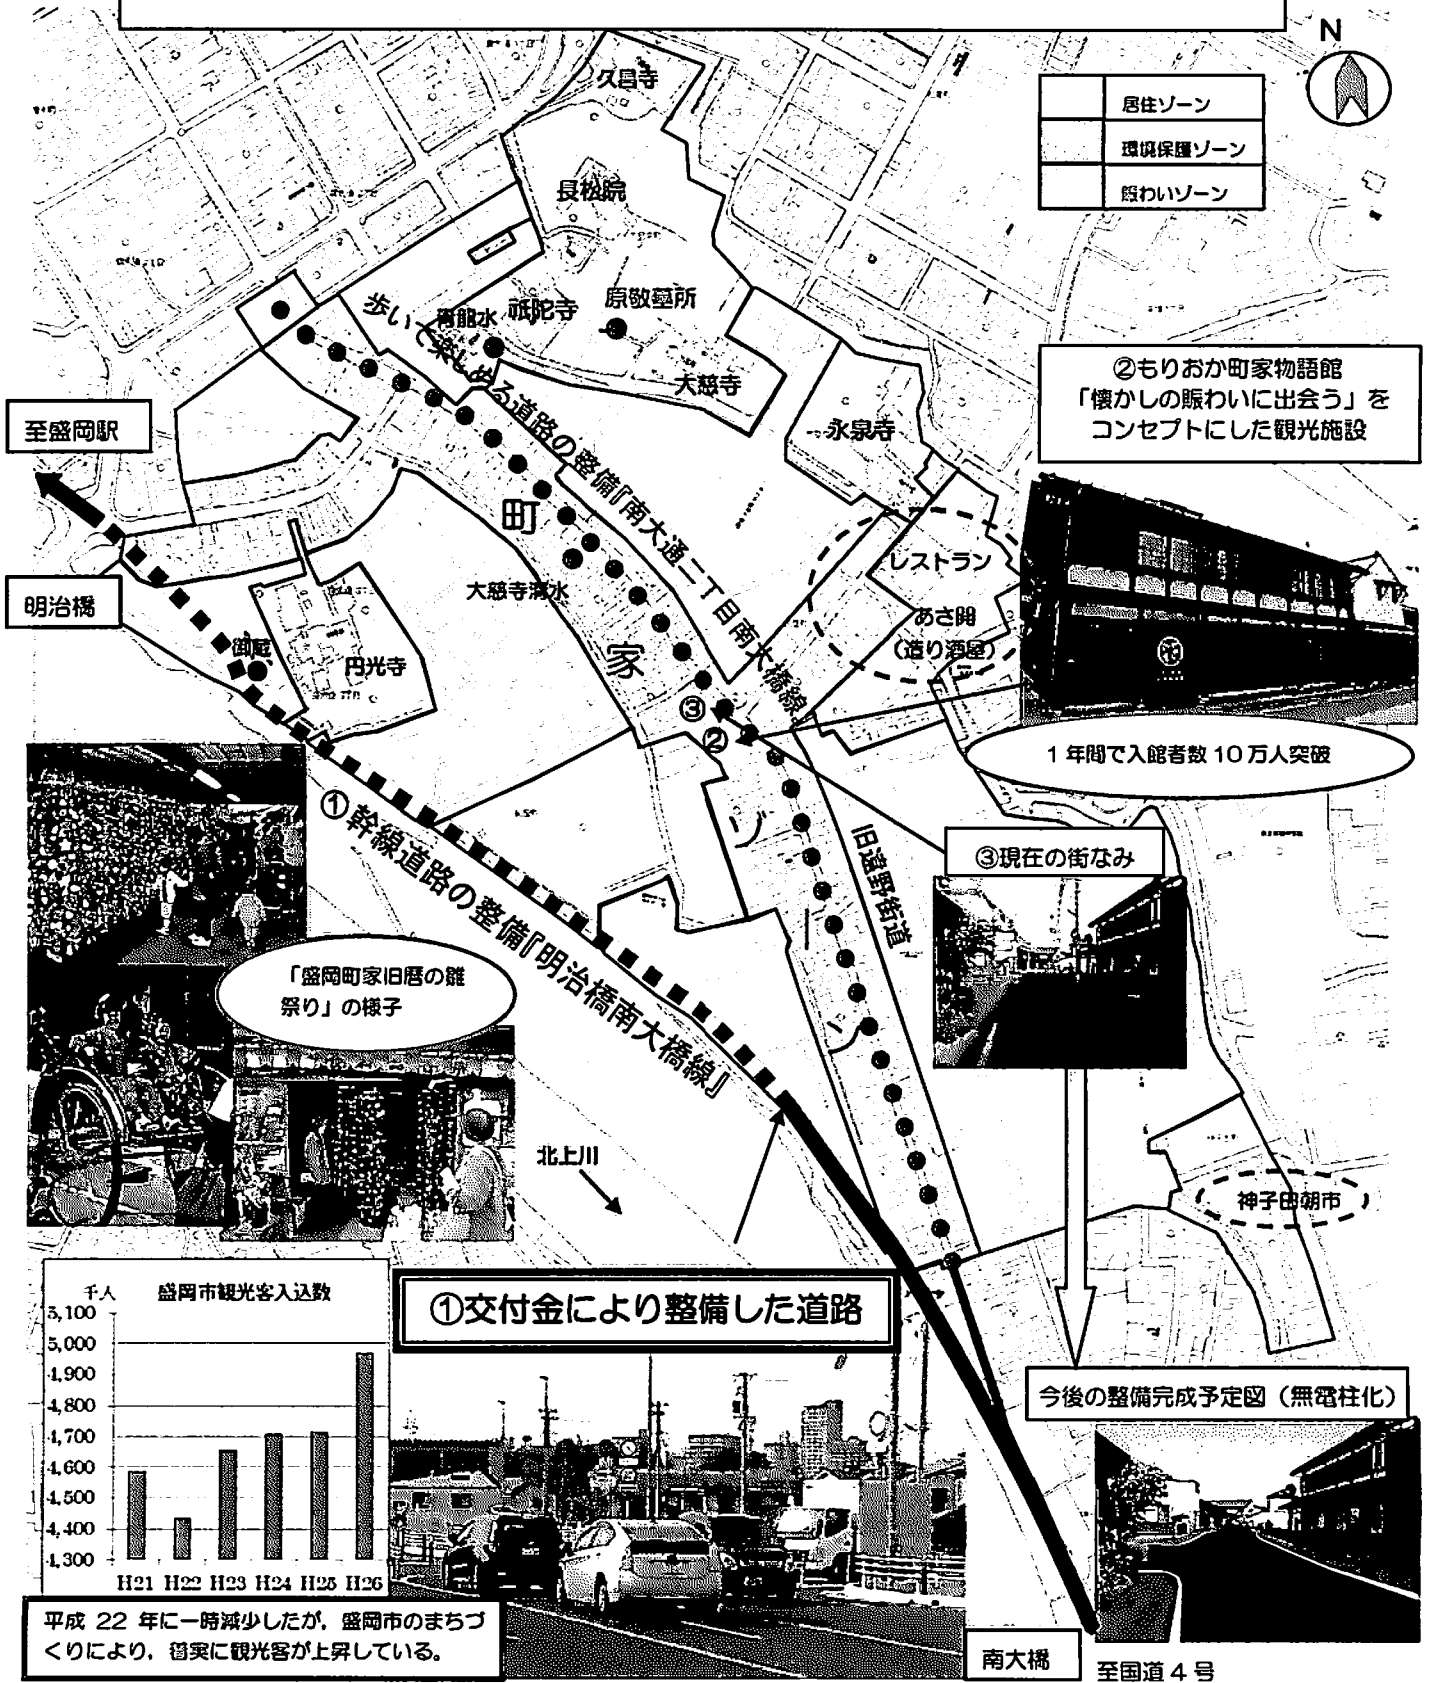 N
久昌寺
居住ゾーン
環境保護ゾーン
賑わいゾーン
長松院
祇陀寺
原敬墓所
青龍水
大慈寺
永泉寺
歩いて楽しめる道路の整備『南大通二丁目南大橋線』
②もりおか町家物語館
「懐かしの賑わいに出会う」を
コンセプトにした観光施設
至盛岡駅
明治橋
町家ゾーン
大慈寺清水
御蔵
円光寺
レストラン
あさ開
(造り酒屋)
③
②
1年間で入館者数10万人突破
①幹線道路の整備『明治橋南大橋線』
旧遠野街道
③現在の街なみ
「盛岡町家旧暦の雛
祭り」の様子
北上川
神子田朝市
千人 盛岡市観光客入込数
5,100
5,000
4,900
4,800
4,700
4,600
4,500
4,400
4,300
H21 H22 H23 H24 H25 H26
平成 22 年に一時減少したが、盛岡市のまちづ
くりにより、着実に観光客が上昇している。
①交付金により整備した道路
今後の整備完成予定図(無電柱化)
南大橋
至国道4号